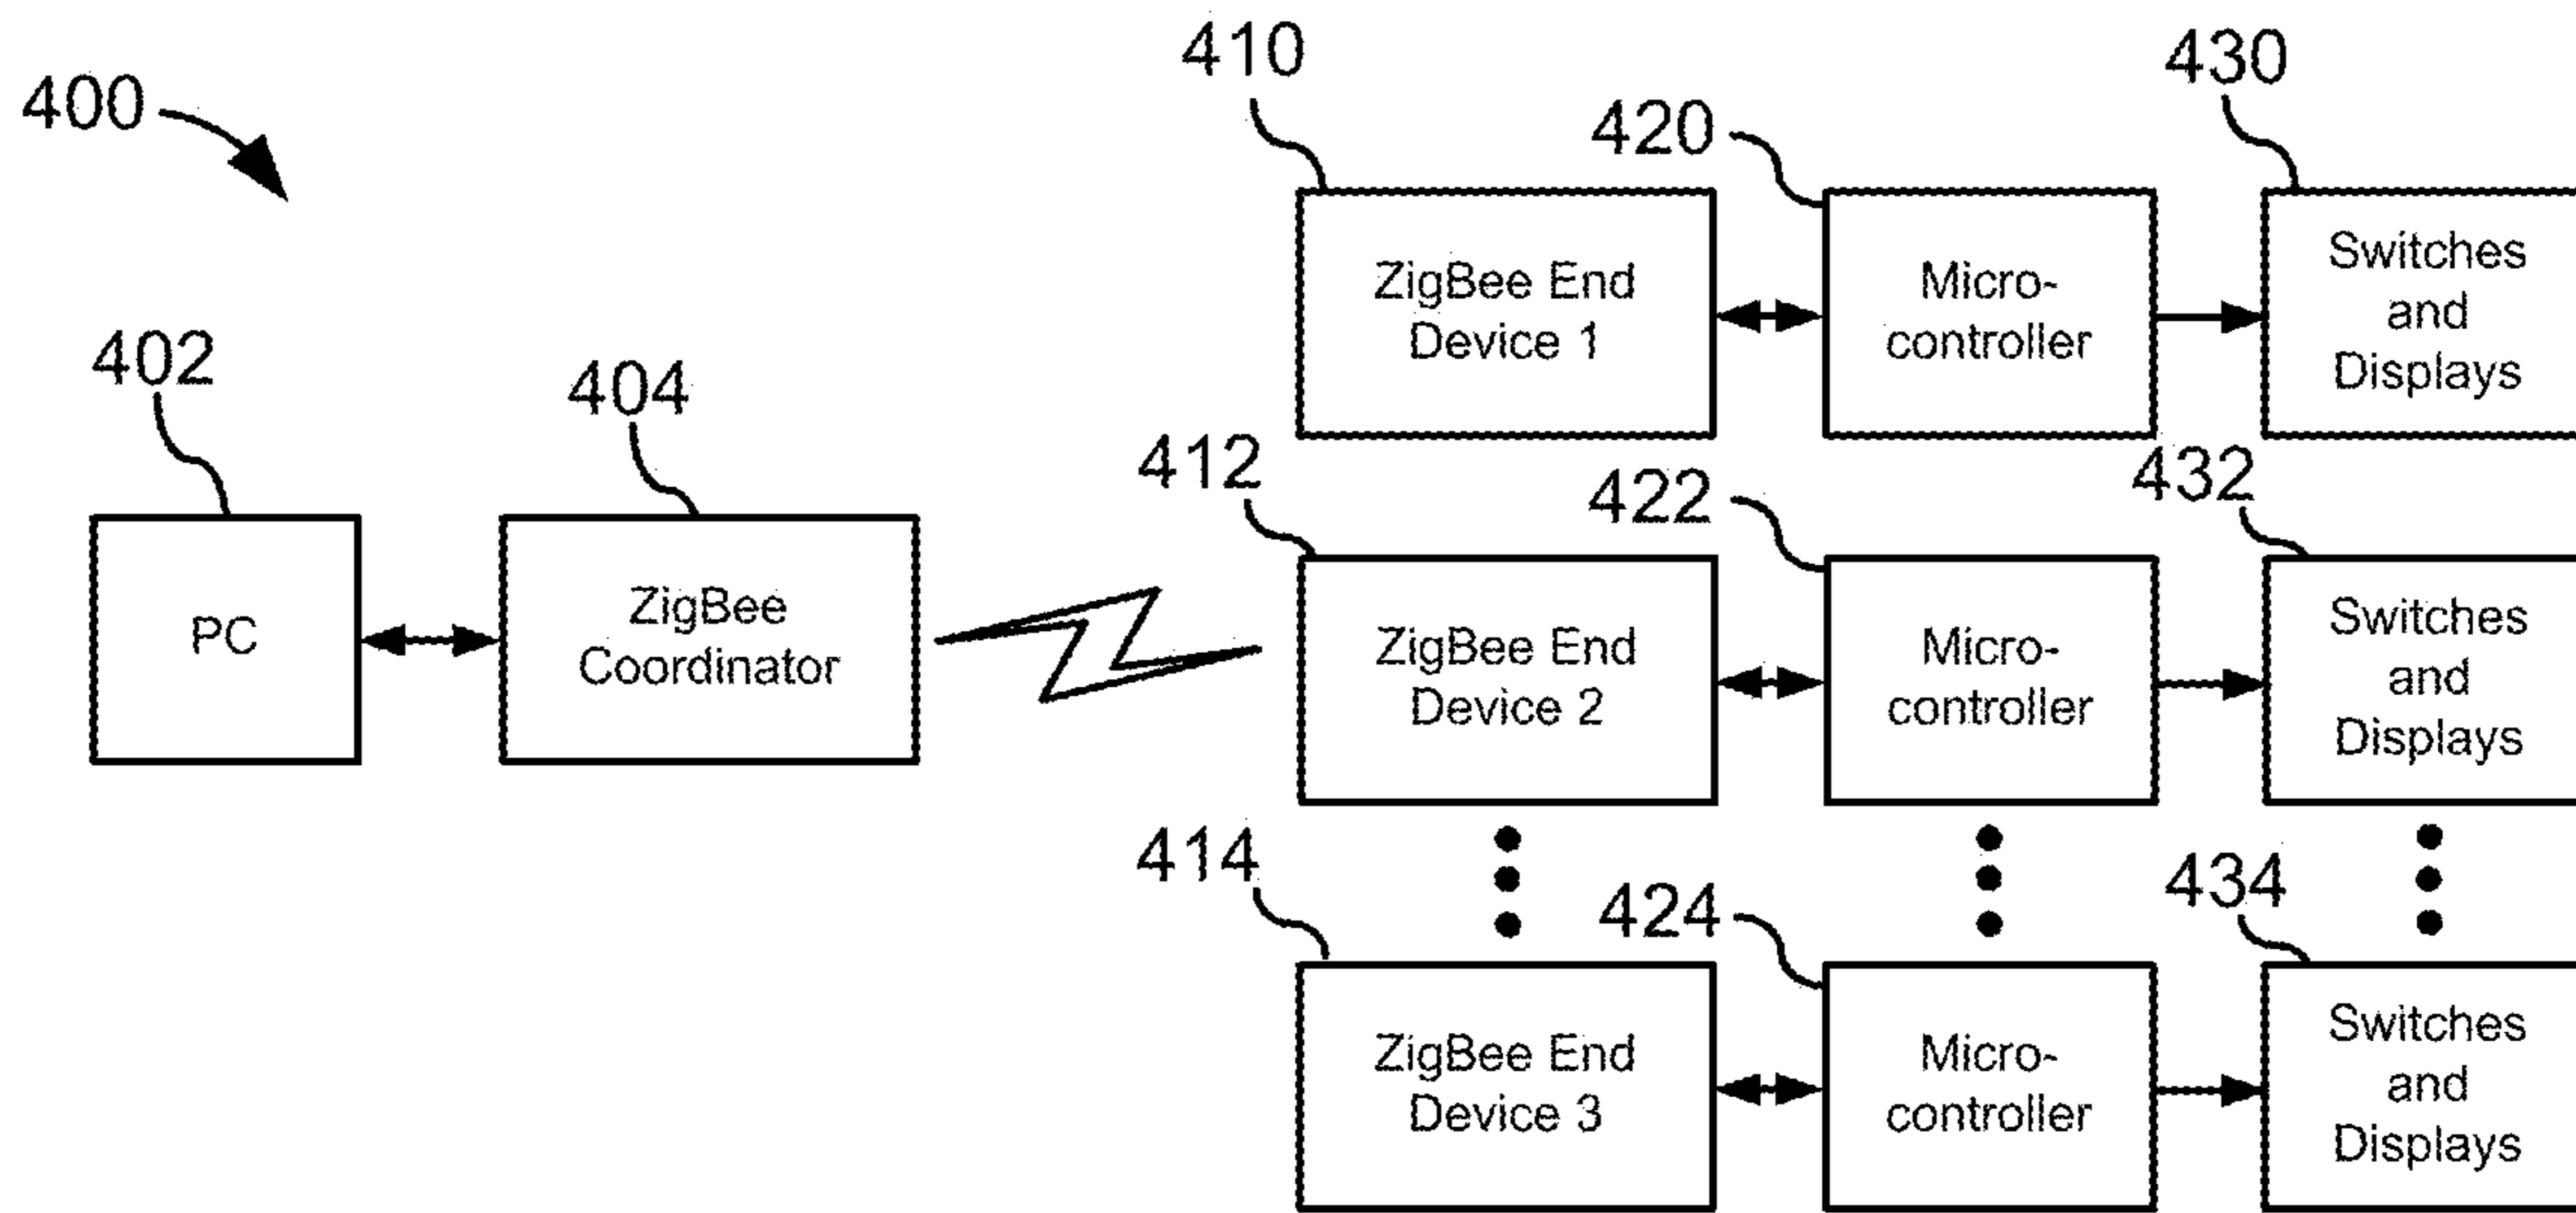 400
410
420
430
402
404
ZigBee End
Device 1
Micro-
controller
Switches
and
Displays
412
422
432
PC
ZigBee
Coordinator
ZigBee End
Device 2
Micro-
controller
Switches
and
Displays
414
424
434
ZigBee End
Device 3
Micro-
controller
Switches
and
Displays